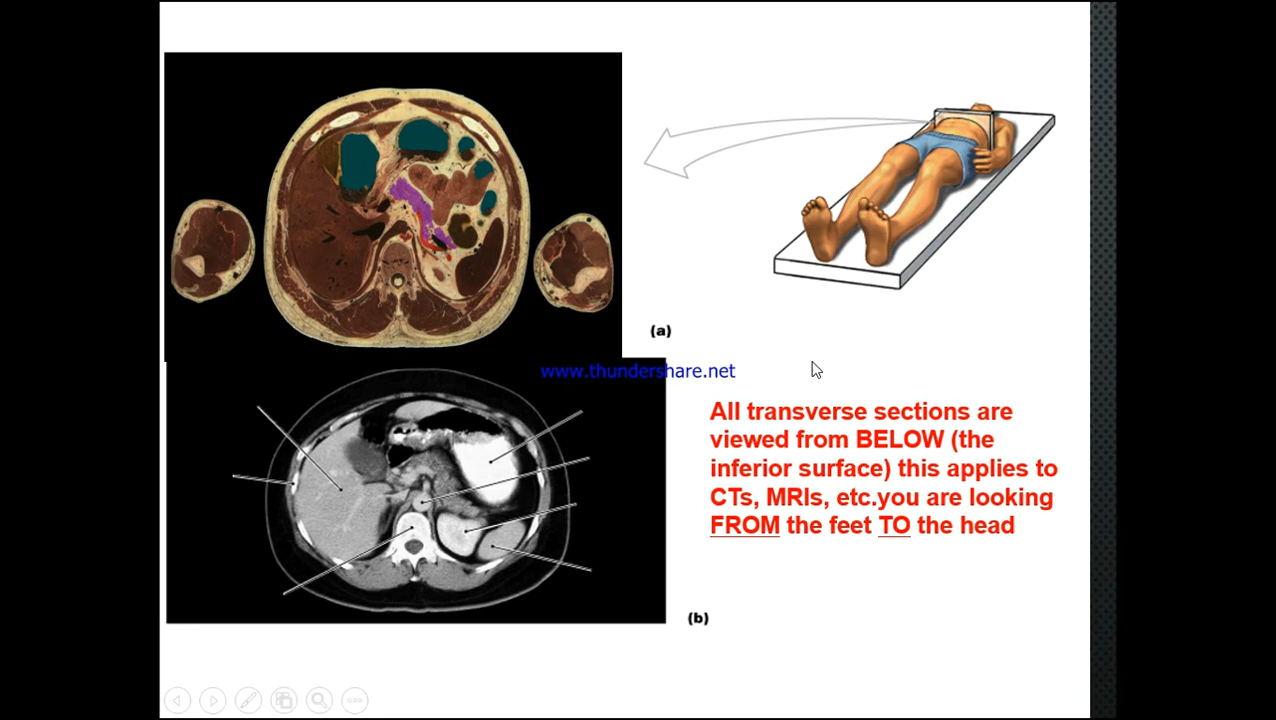 (a)
www.thundershare.net
All transverse sections are
viewed from BELOW (the
inferior surface) this applies to
CTs, MRIs, etc.you are looking
FROM the feet TO the head
(b)